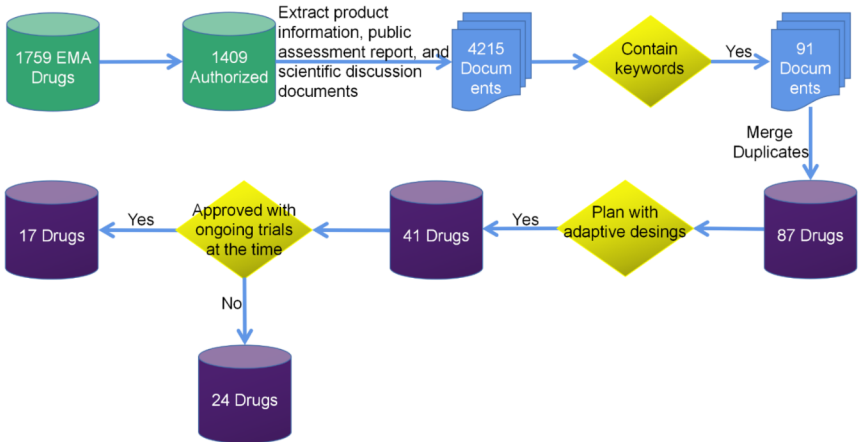 1759 EMA
Drugs
1409
Authorized
Extract product
information, public
assessment report, and
scientific discussion
documents
4215
Docum
ents
Contain
keywords
Yes
91
Docum
ents
Merge
Duplicates
17 Drugs
Yes
Approved with
ongoing trials
at the time
41 Drugs
Yes
Plan with
adaptive desings
87 Drugs
No
24 Drugs